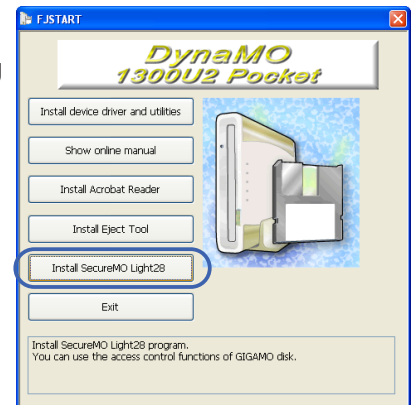 FJSTART
DynaMO
1300U2 Pocket
Install device driver and utilities
Show online manual
Install Acrobat Reader
Install Eject Tool
Install SecureMO Light28
Exit
Install SecureMO Light28 program.
You can use the access control functions of GIGAMO disk.